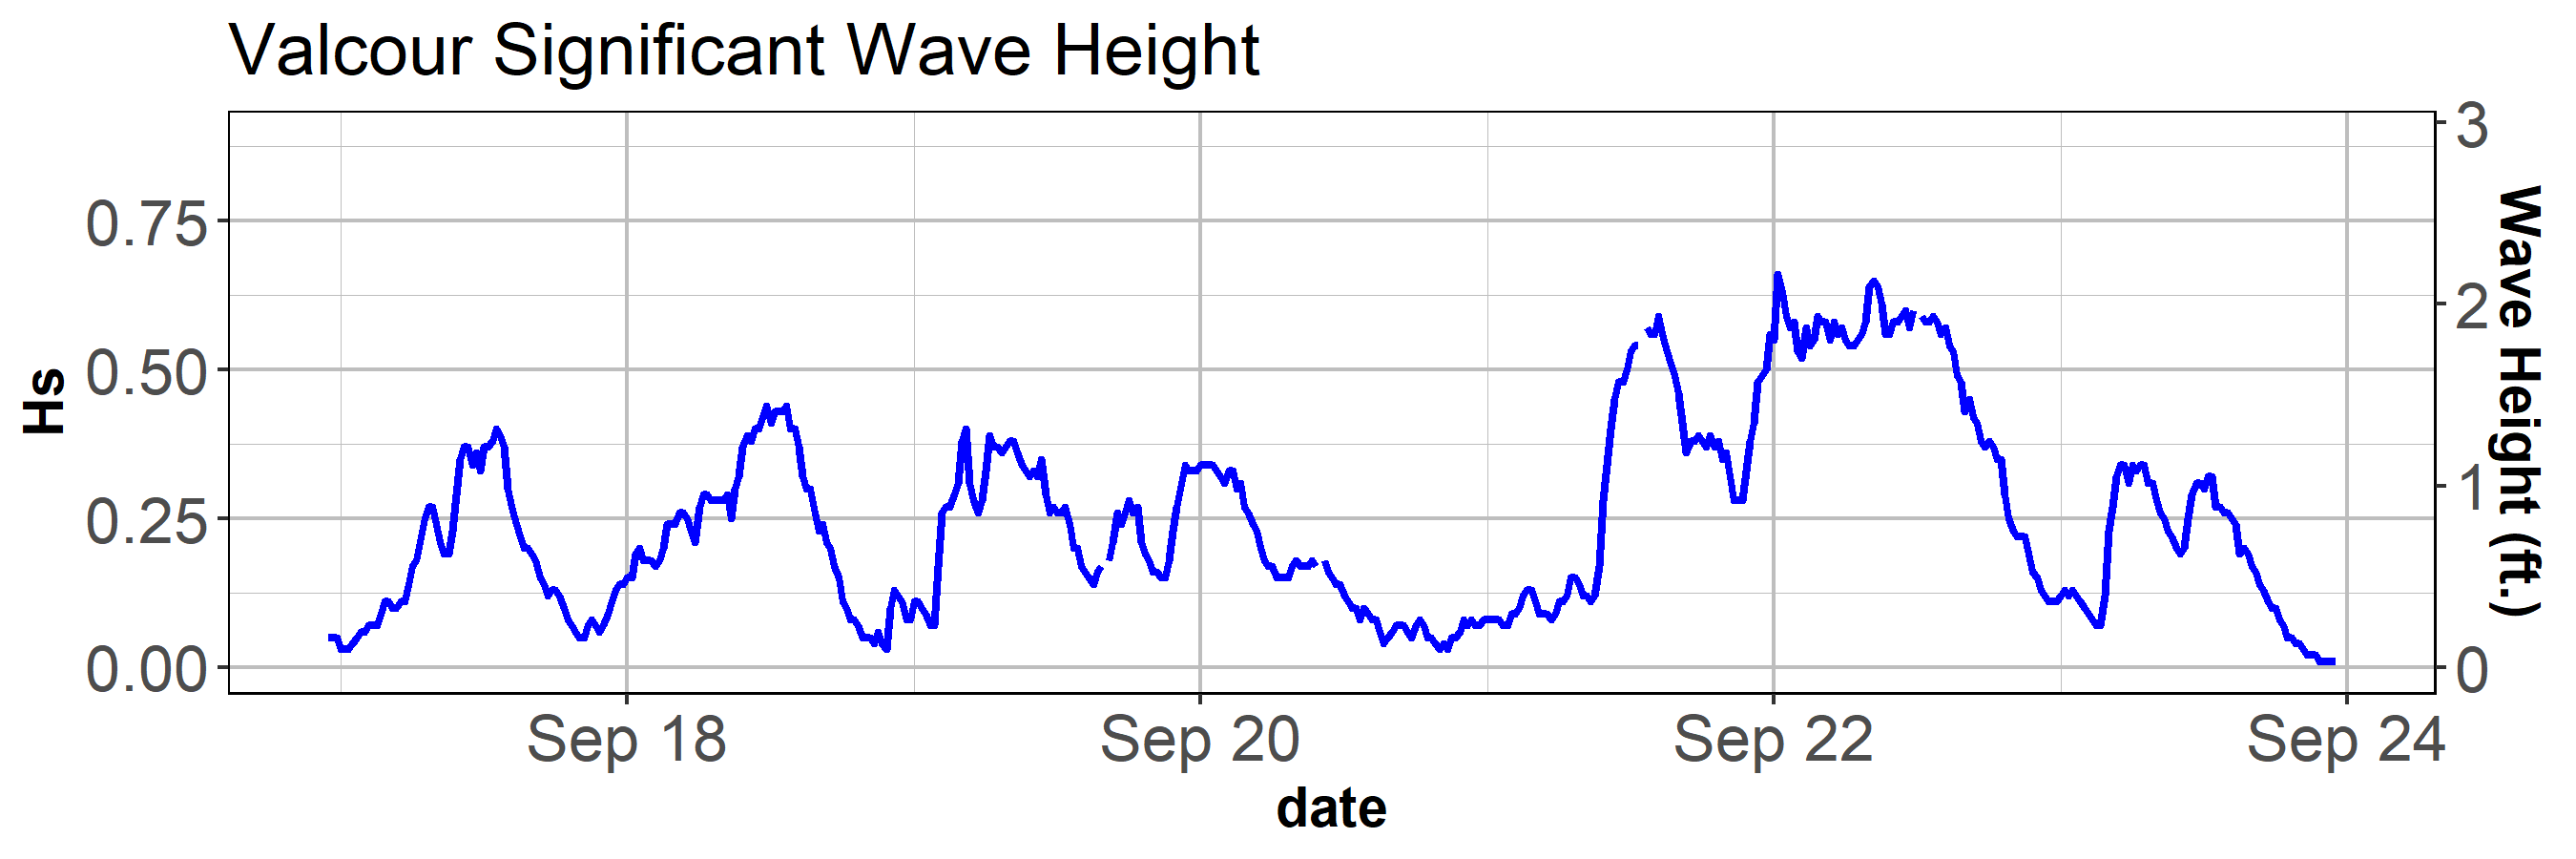 Valcour Significant Wave Height
Hs
0.75
0.50
0.25
0.00
3
2
1
0
Wave Height (ft.)
Sep 18
Sep 20
Sep 22
Sep 24
date